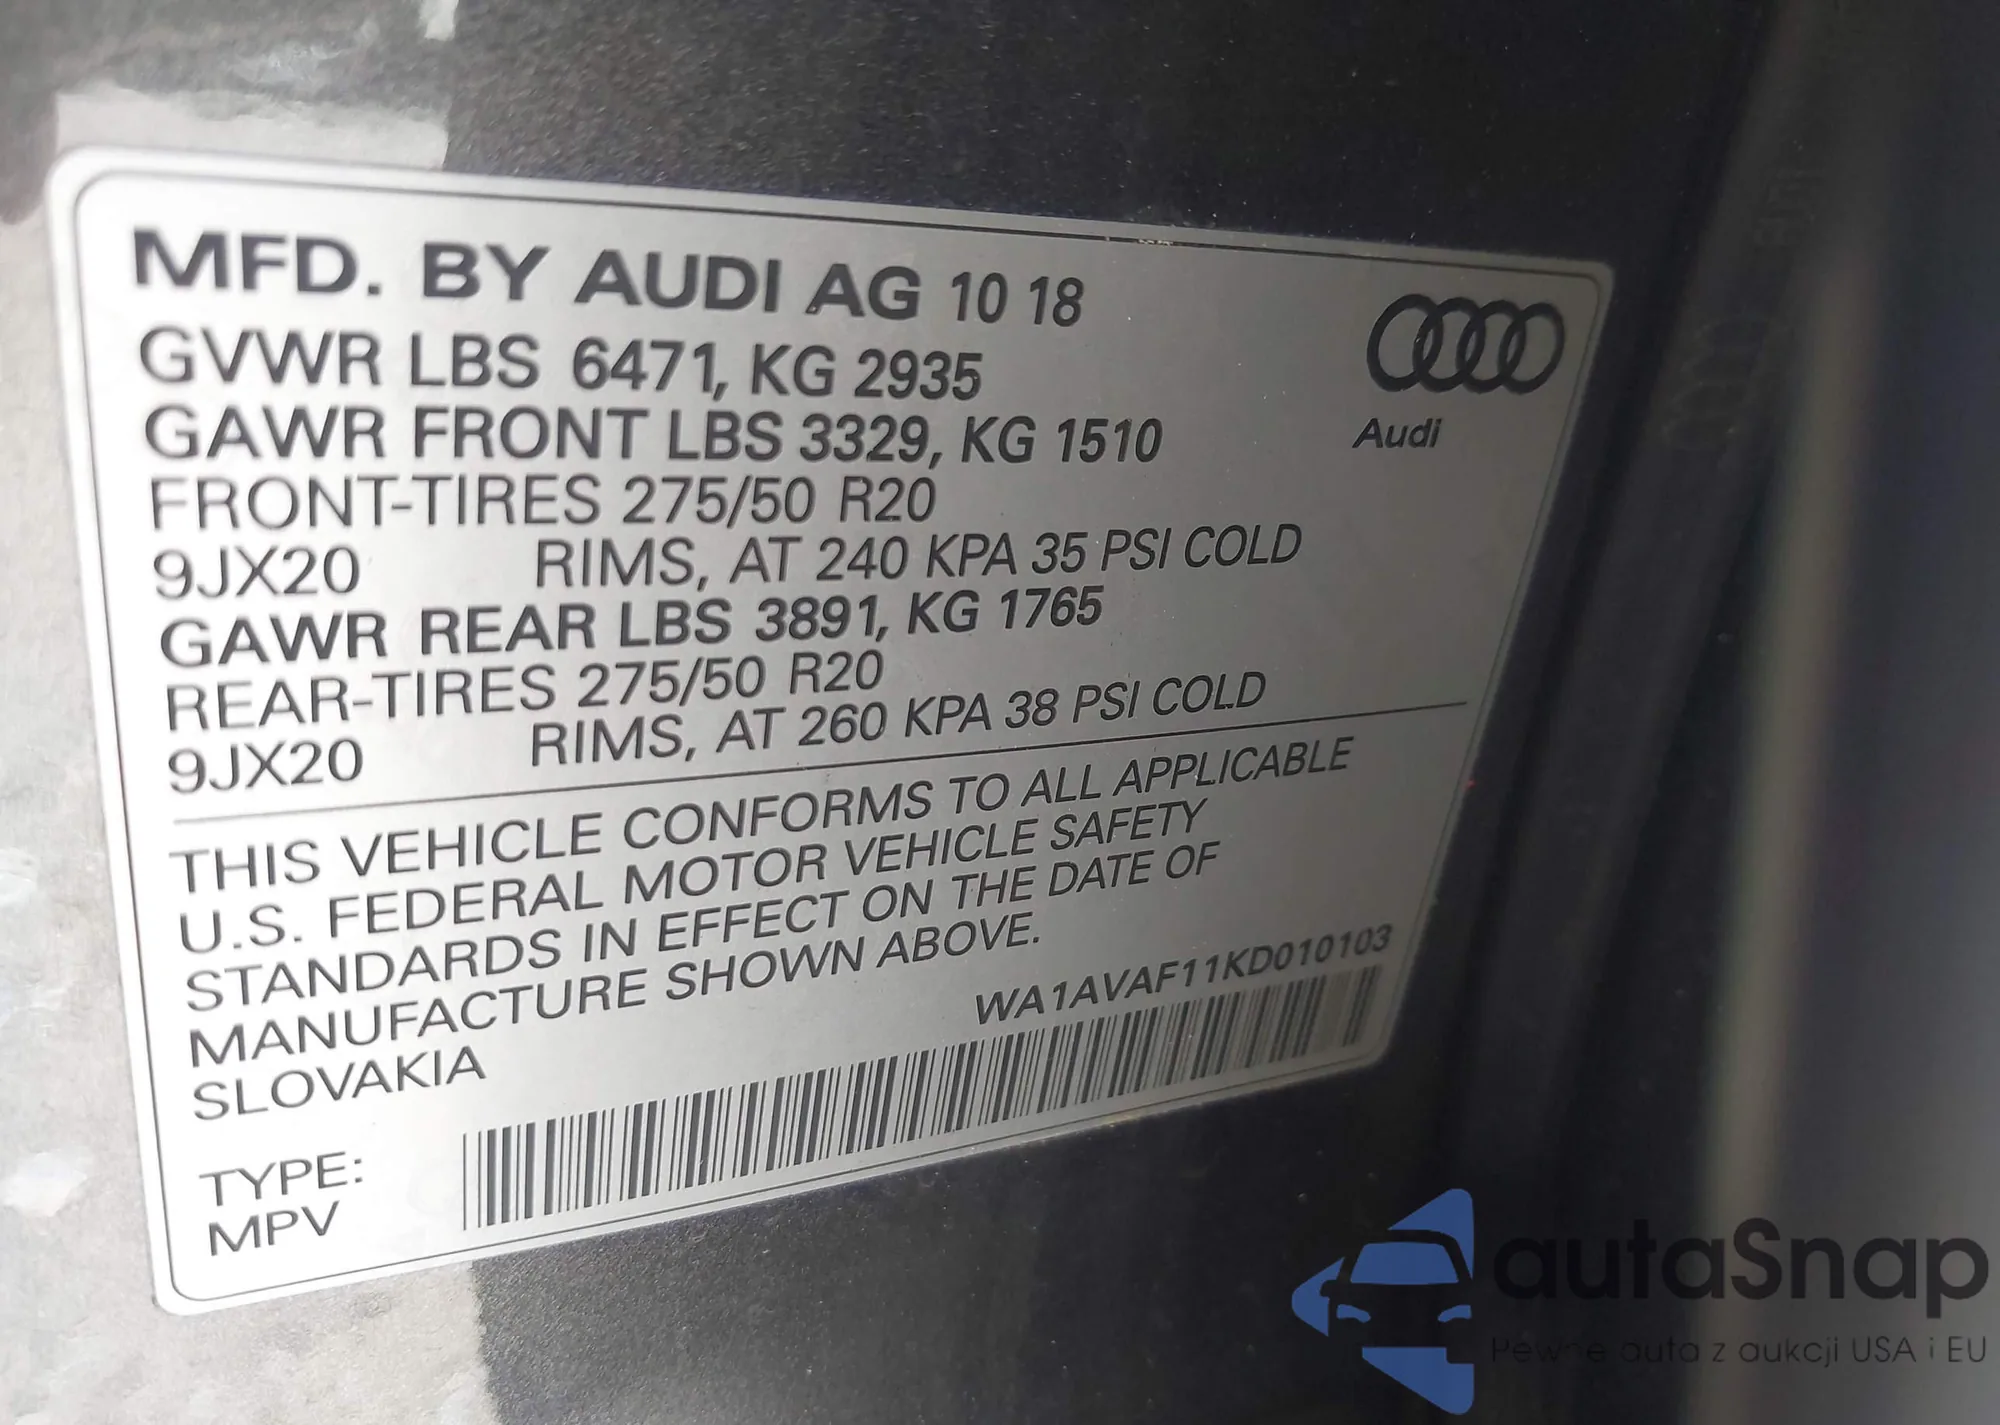 MFD. BY AUDI AG 10 18
GVWR LBS 6471, KG 2935
GAWR FRONT LBS 3329, KG 1510
FRONT-TIRES 275/50 R20
9JX20 RIMS, AT 240 KPA 35 PSI COLD
GAWR REAR LBS 3891, KG 1765
REAR-TIRES 275/50 R20
9JX20 RIMS, AT 260 KPA 38 PSI COLD
Audi
THIS VEHICLE CONFORMS TO ALL APPLICABLE
U.S. FEDERAL MOTOR VEHICLE SAFETY
STANDARDS IN EFFECT ON THE DATE OF
MANUFACTURE SHOWN ABOVE.
SLOVAKIA
WA1AVAF11KD010103
TYPE:
MPV
autaSnap
Pewne auta z aukcji USA i EU